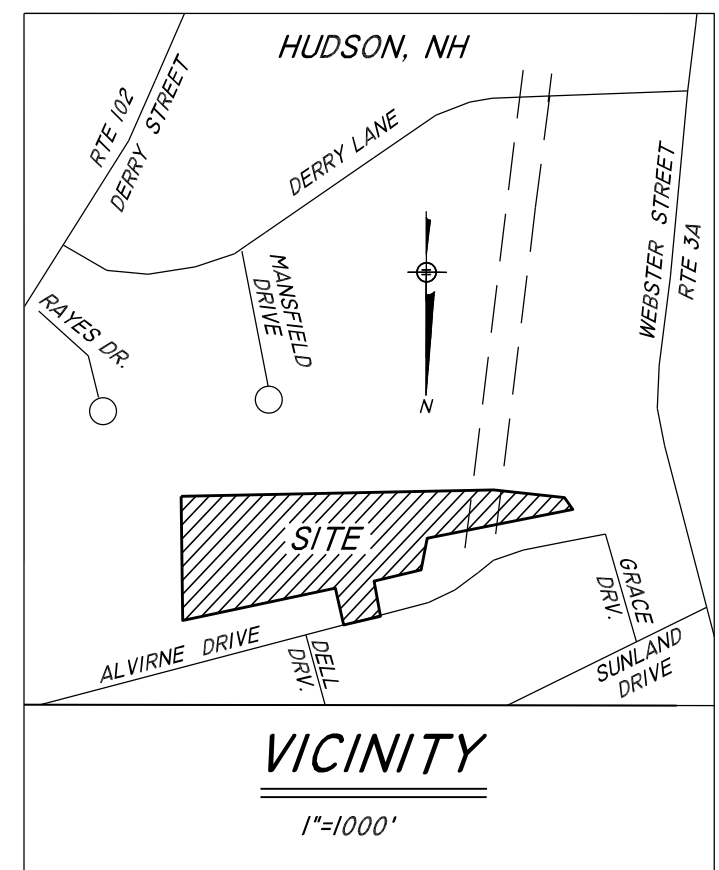 HUDSON, NH
RTE 102
DERRY STREET
DERRY LANE
WEBSTER STREET
RTE 3A
MANSFIELD
DRIVE
RAYES DR.
N
SITE
GRACE
DRV.
ALVIRNE DRIVE
DELL
DRV.
SUNLAND
DRIVE
VICINITY
1"=1000'